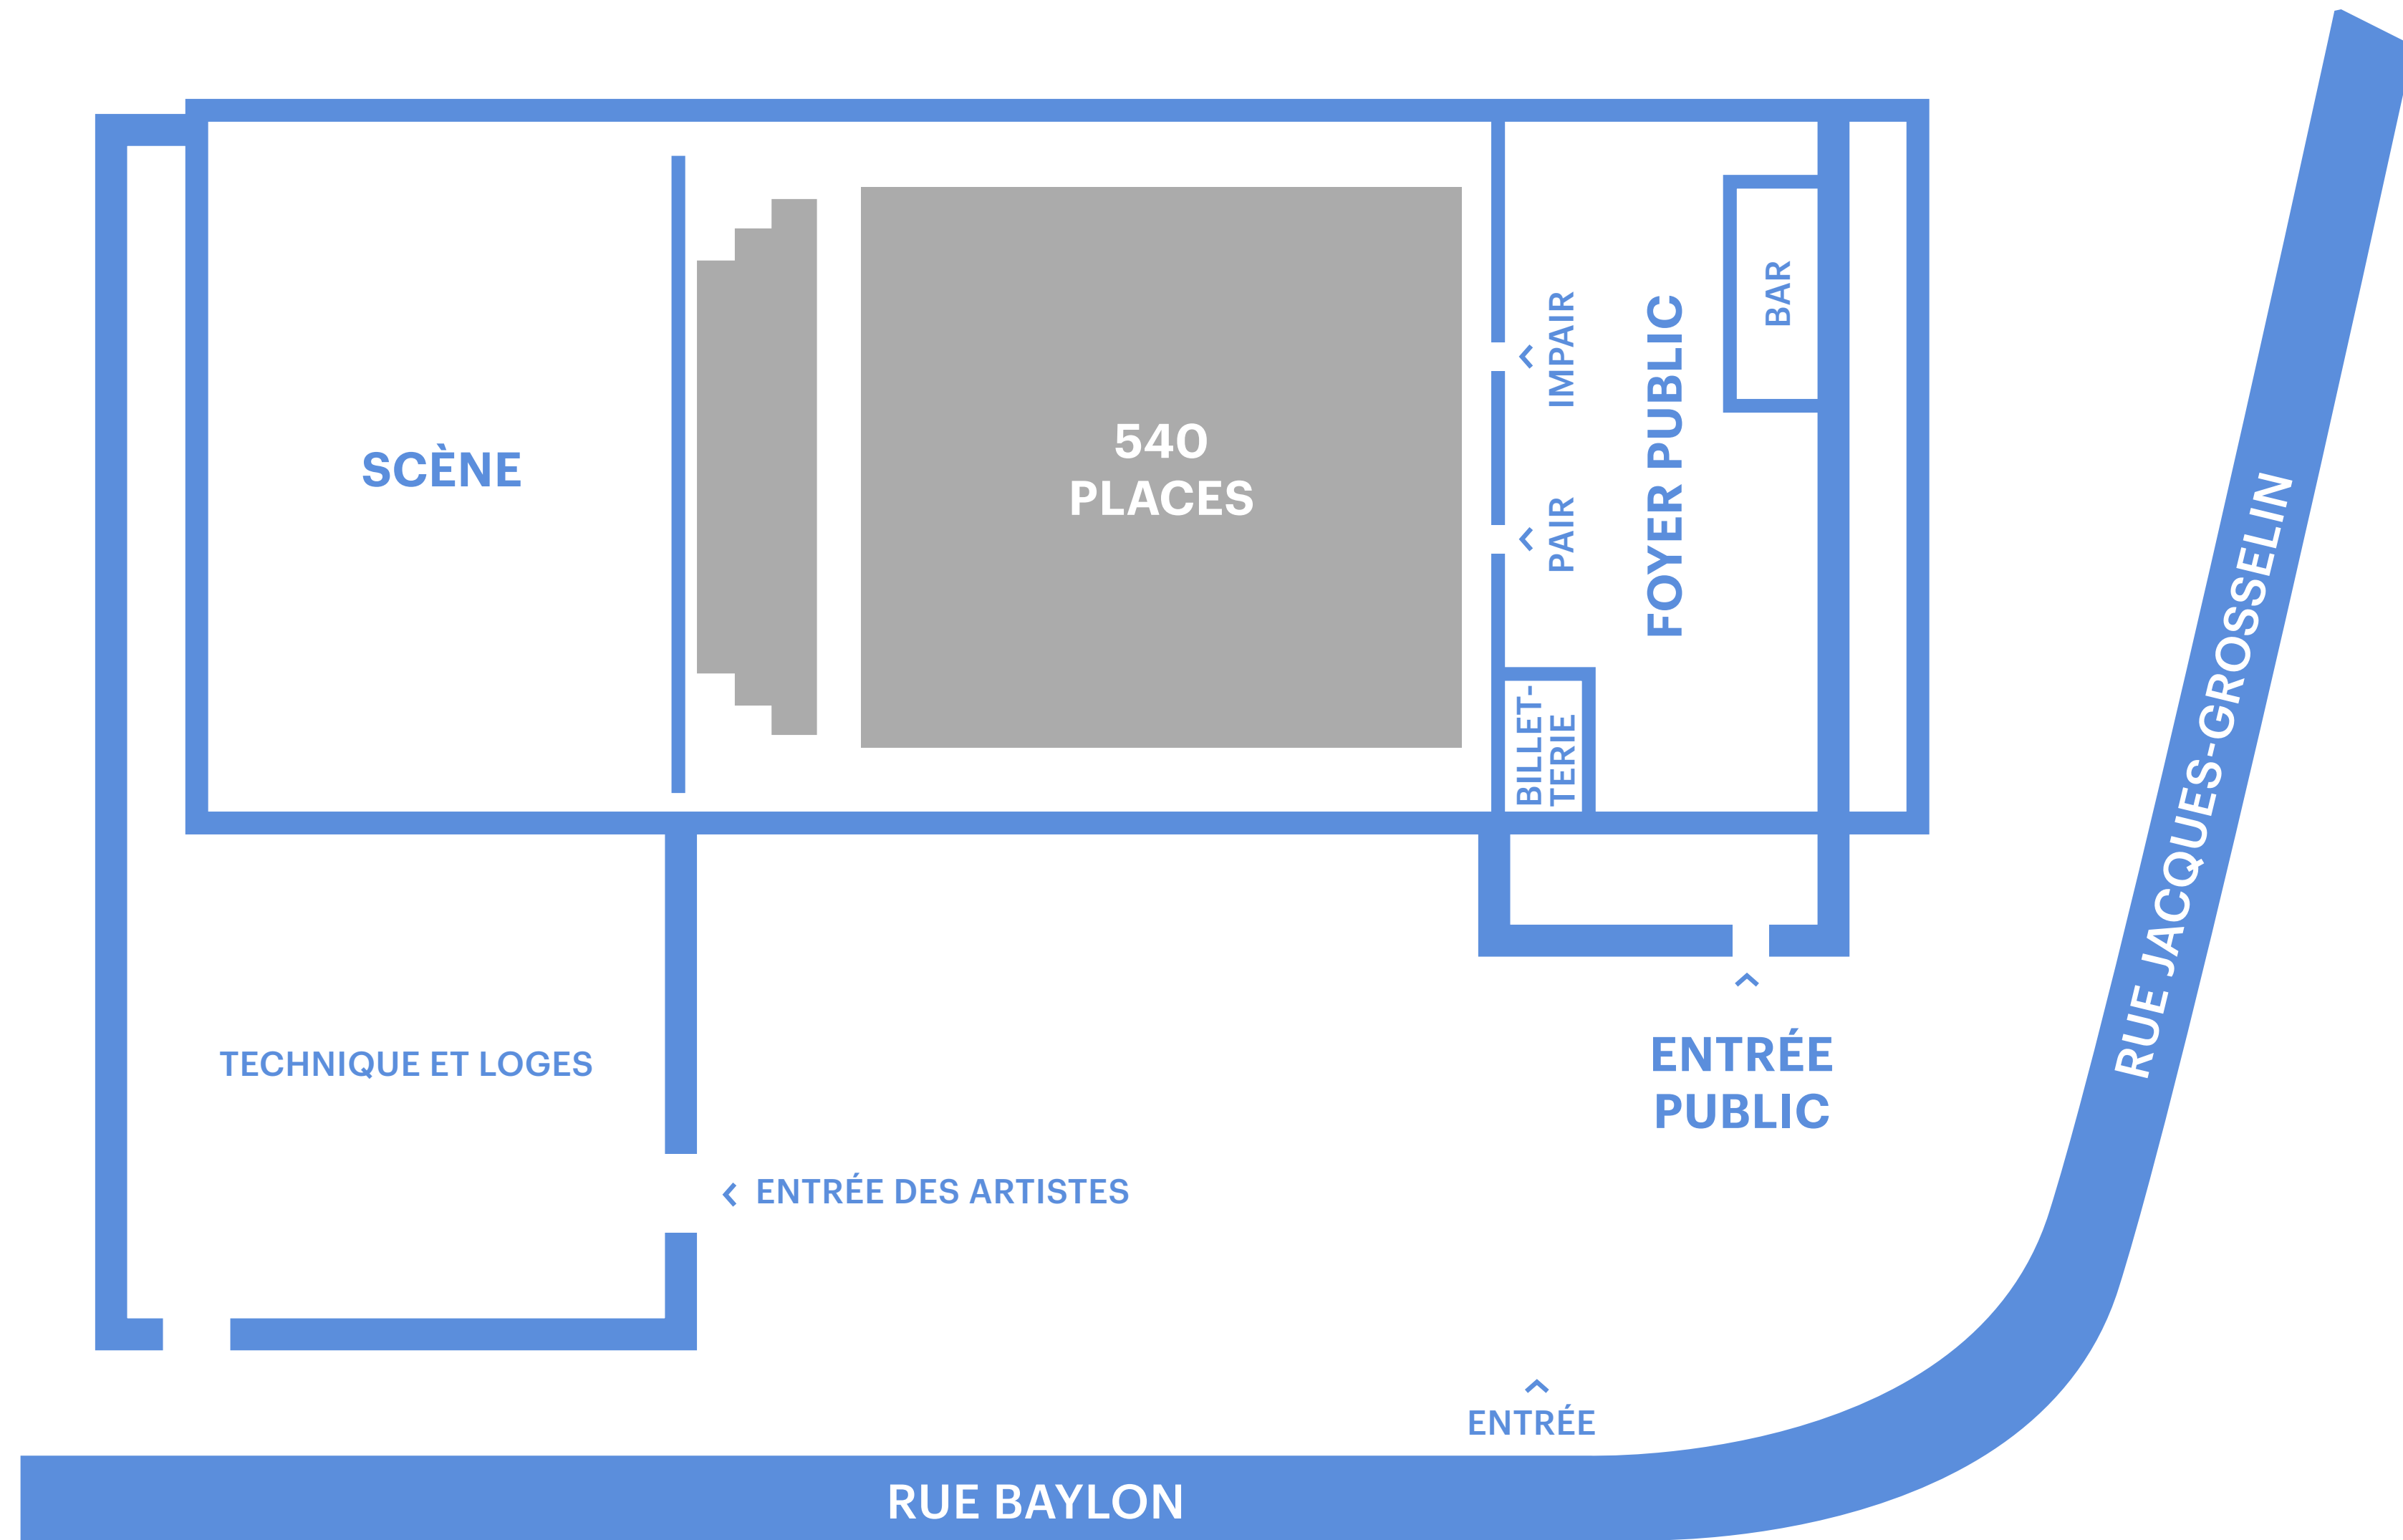 SCÈNE
540
PLACES
IMPAIR
PAIR
FOYER PUBLIC
BAR
BILLET-
TERIE
RUE JACQUES-GROSSELIN
TECHNIQUE ET LOGES
ENTRÉE
PUBLIC
ENTRÉE DES ARTISTES
ENTRÉE
RUE BAYLON